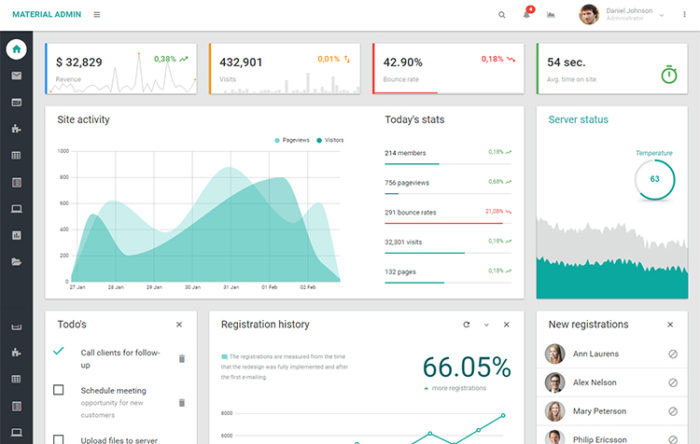 MATERIAL ADMIN
4
Daniel Johnson
Administrator
$ 32,829
0,38%
Revenue
432,901
0,01%
Visits
42.90%
0,18%
Bounce rate
54 sec.
Avg. time on site
Site activity
Pageviews
Visitors
1000
800
600
400
200
0
27 Jan
28 Jan
29 Jan
30 Jan
31 Jan
01 Feb
02 Feb
Today's stats
214 members
0,18%
756 pageviews
0,68%
291 bounce rates
21,08%
32,301 visits
0,18%
132 pages
0,18%
Server status
Temperature
63
Todo's
Call clients for follow-
up
Schedule meeting
opportunity for new
customers
Upload files to server
Registration history
The registrations are measured from the time
that the redesign was fully implemented and after
the first e-mailing.
66.05%
more registrations
8000
6000
New registrations
Ann Laurens
Alex Nelson
Mary Peterson
Philip Ericsson